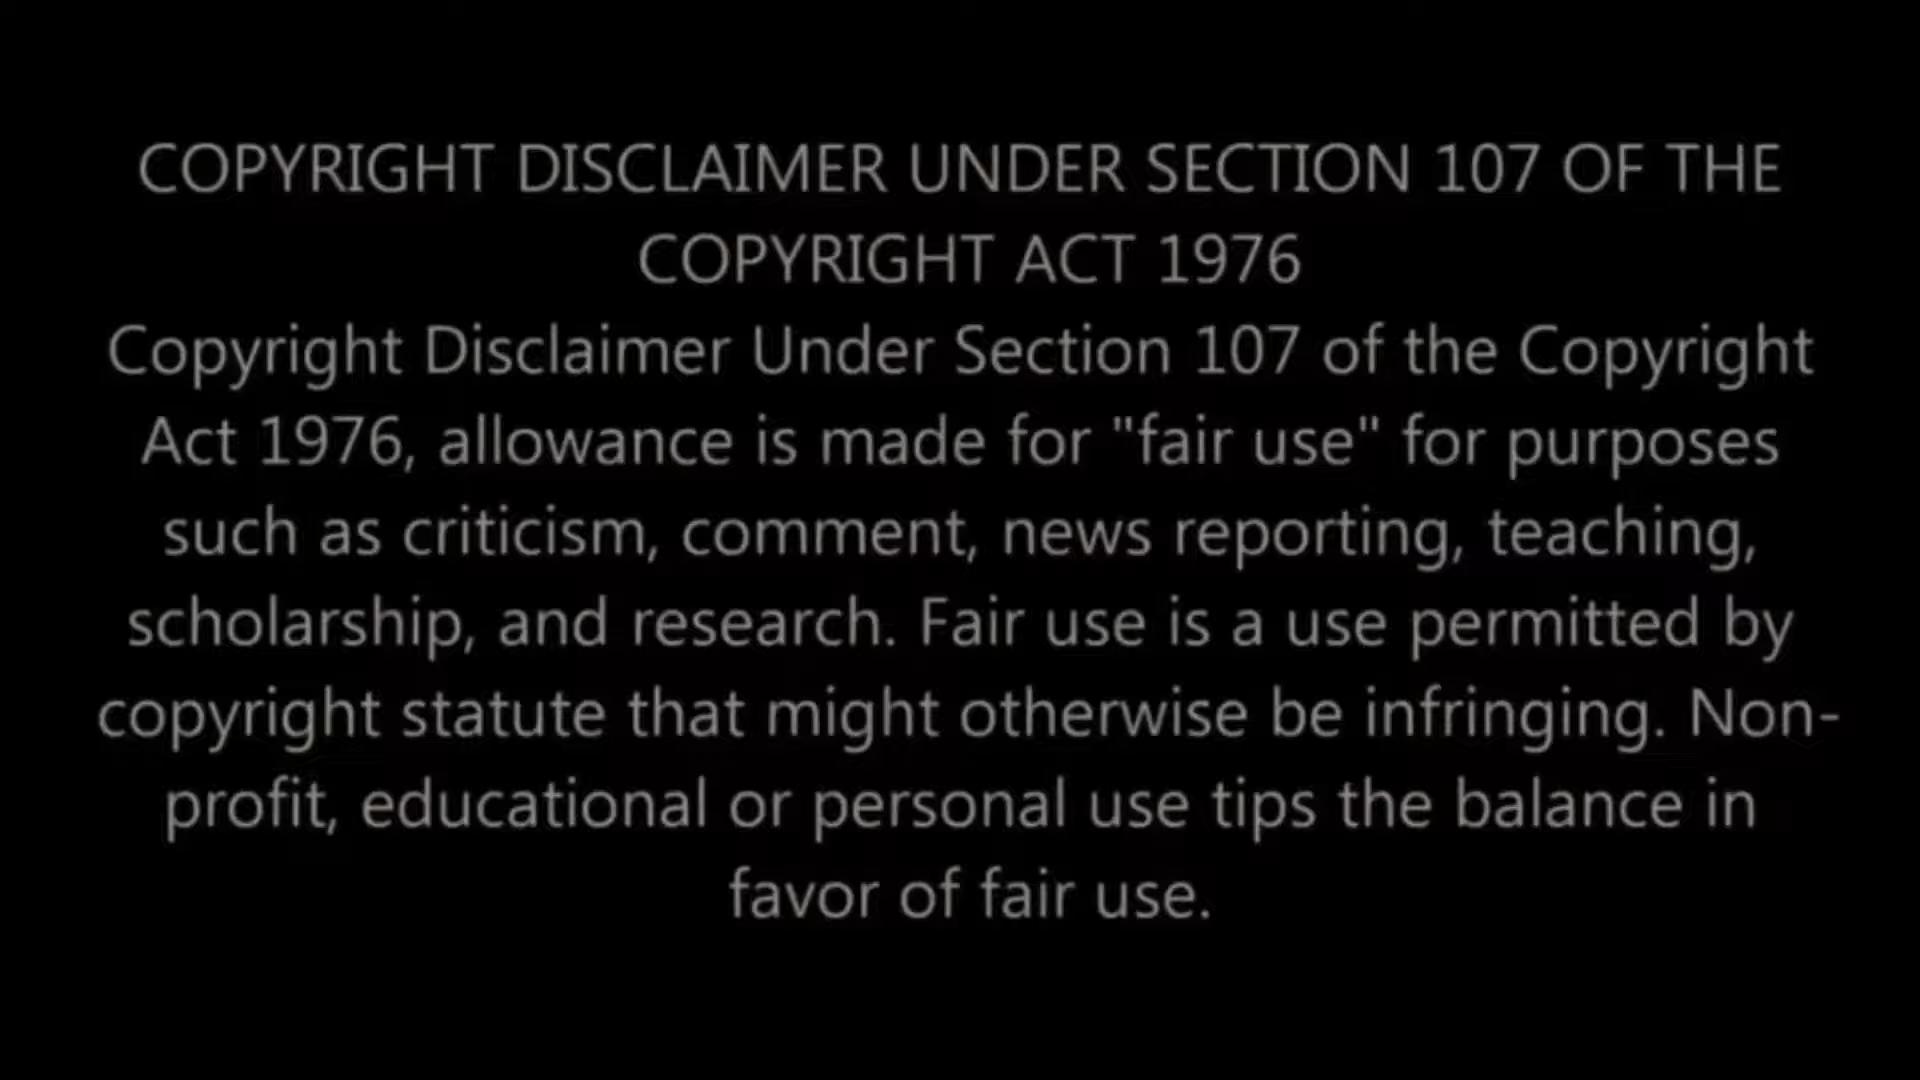 COPYRIGHT DISCLAIMER UNDER SECTION 107 OF THE
COPYRIGHT ACT 1976
Copyright Disclaimer Under Section 107 of the Copyright
Act 1976, allowance is made for "fair use" for purposes
such as criticism, comment, news reporting, teaching,
scholarship, and research. Fair use is a use permitted by
copyright statute that might otherwise be infringing. Non-
profit, educational or personal use tips the balance in
favor of fair use.